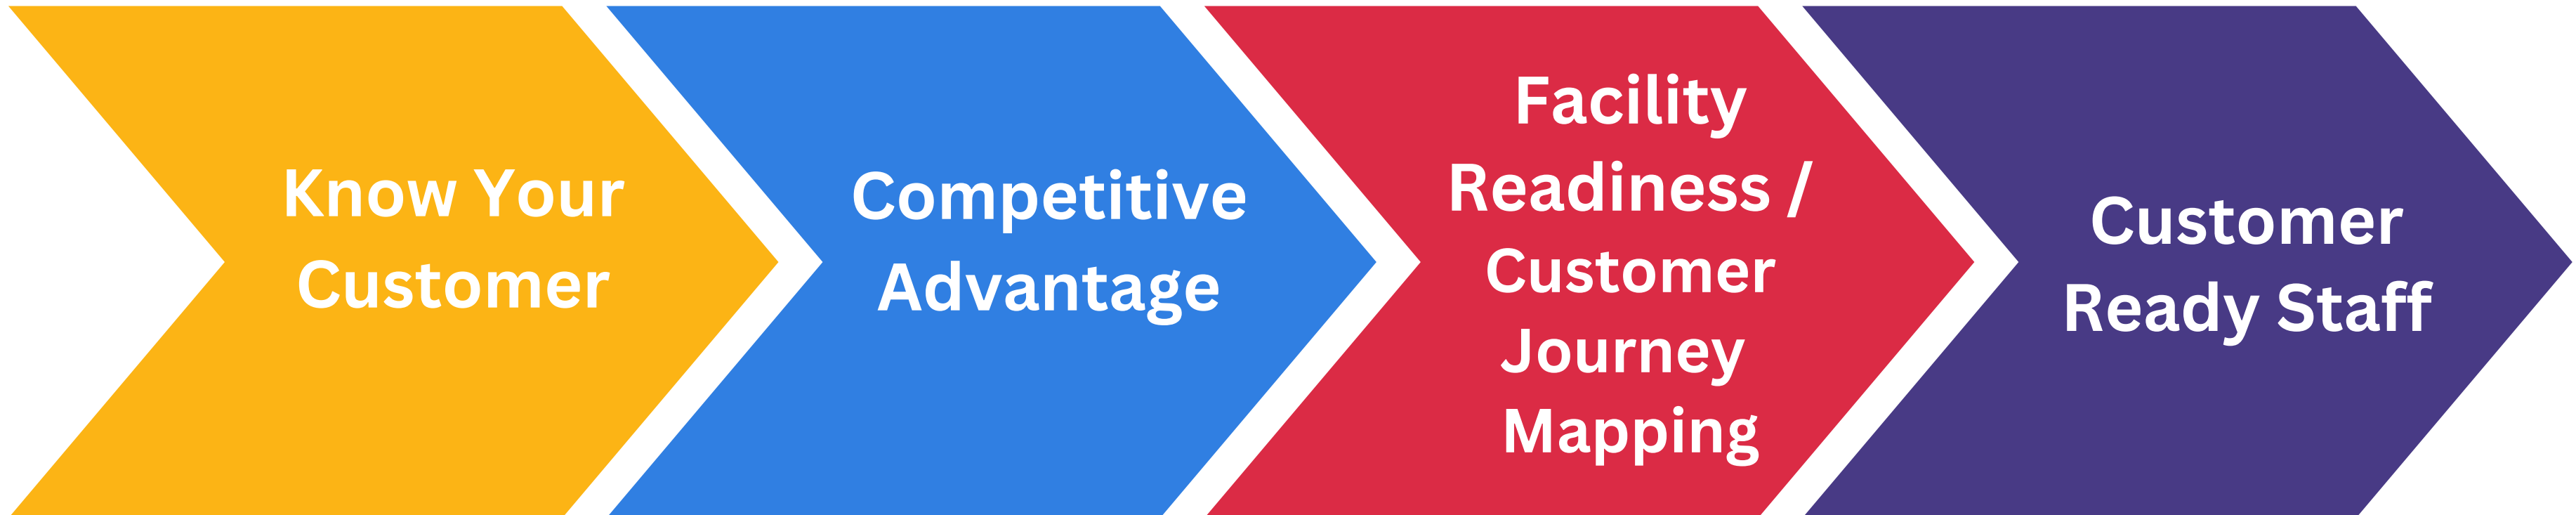 Know Your
Customer
Competitive
Advantage
Facility
Readiness /
Customer
Journey
Mapping
Customer
Ready Staff